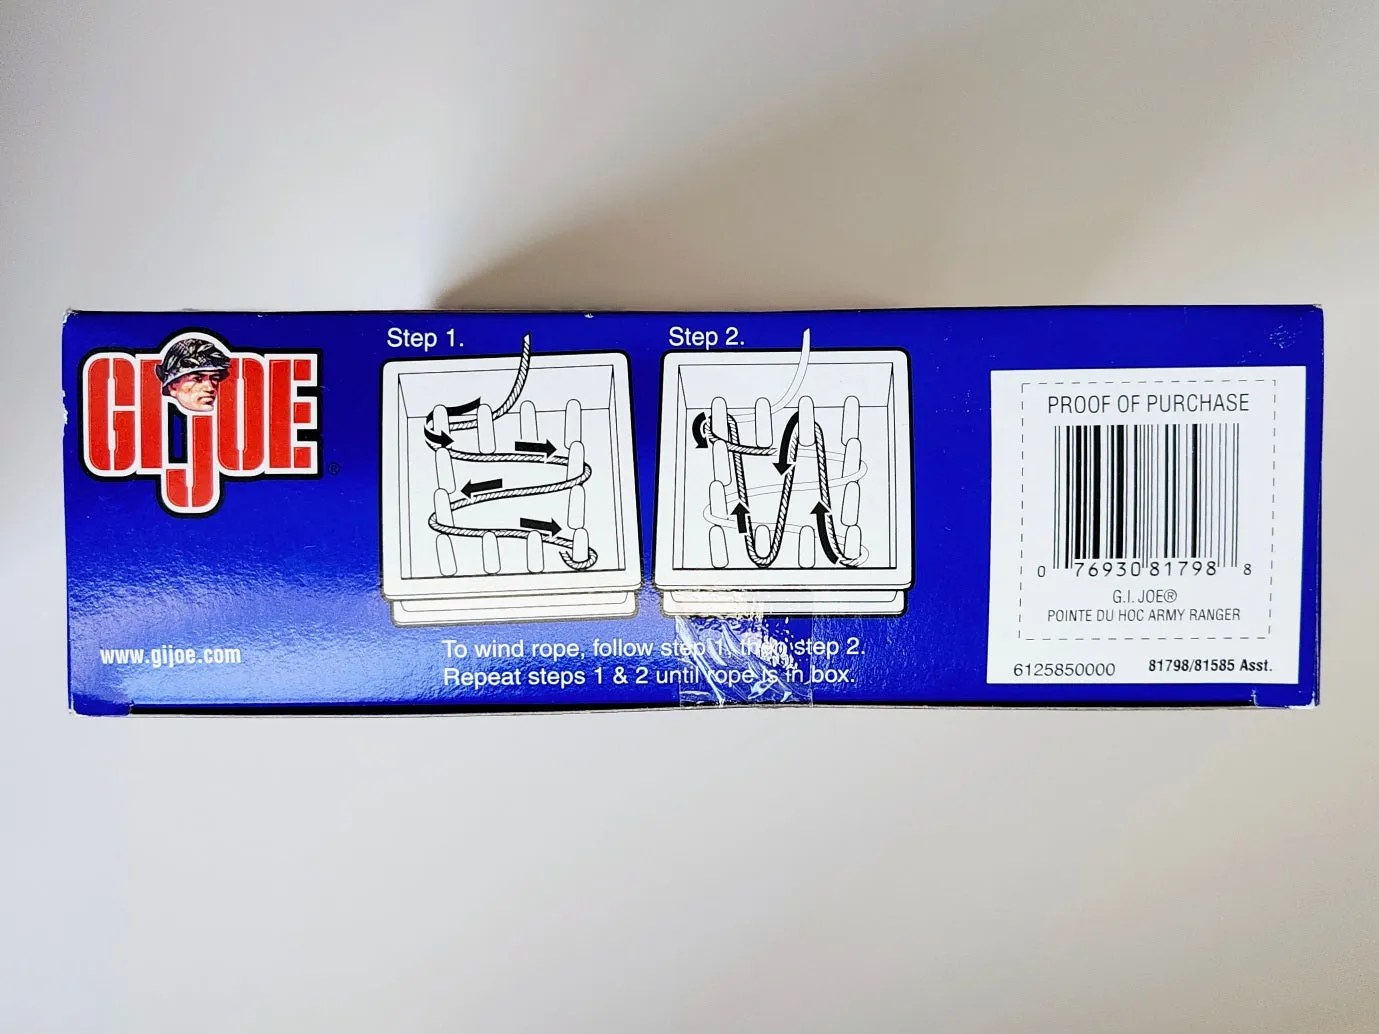 GI JOE
®
www.gijoe.com
Step 1.
Step 2.
To wind rope, follow step 1, then step 2.
Repeat steps 1 & 2 until rope is in box.
PROOF OF PURCHASE
0 76930 81798 8
G.I. JOE®
POINTE DU HOC ARMY RANGER
6125850000 81798/81585 Asst.